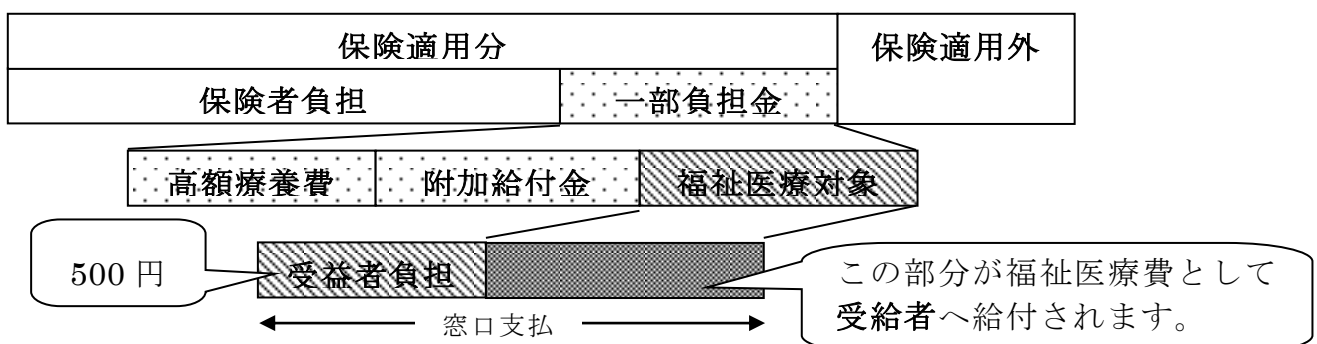 保険適用分
保険適用外
保険者負担
一部負担金
高額療養費
附加給付金
福祉医療対象
500 円
受益者負担
この部分が福祉医療費として
受給者へ給付されます。
窓口支払